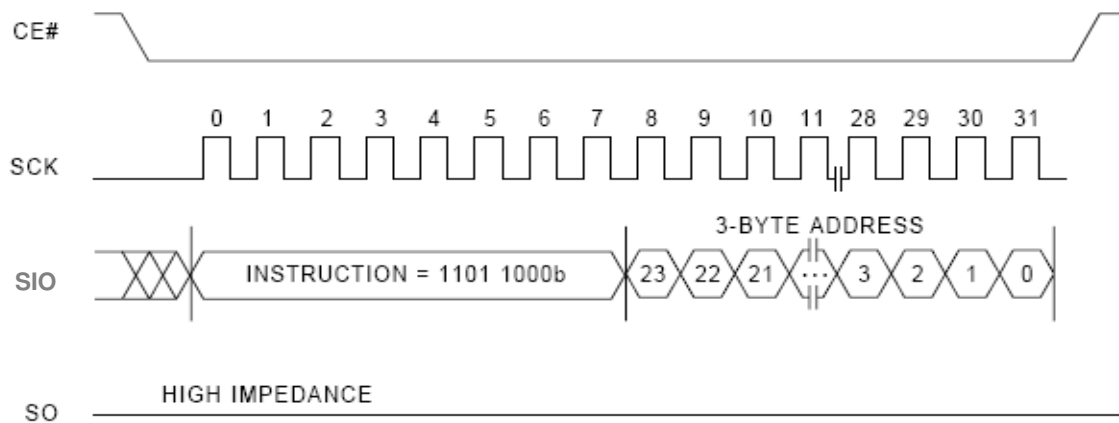 CE#
0 1 2 3 4 5 6 7 8 9 10 11 28 29 30 31
SCK
3-BYTE ADDRESS
SIO INSTRUCTION = 1101 1000b 23 22 21 ... 3 2 1 0
HIGH IMPEDANCE
SO